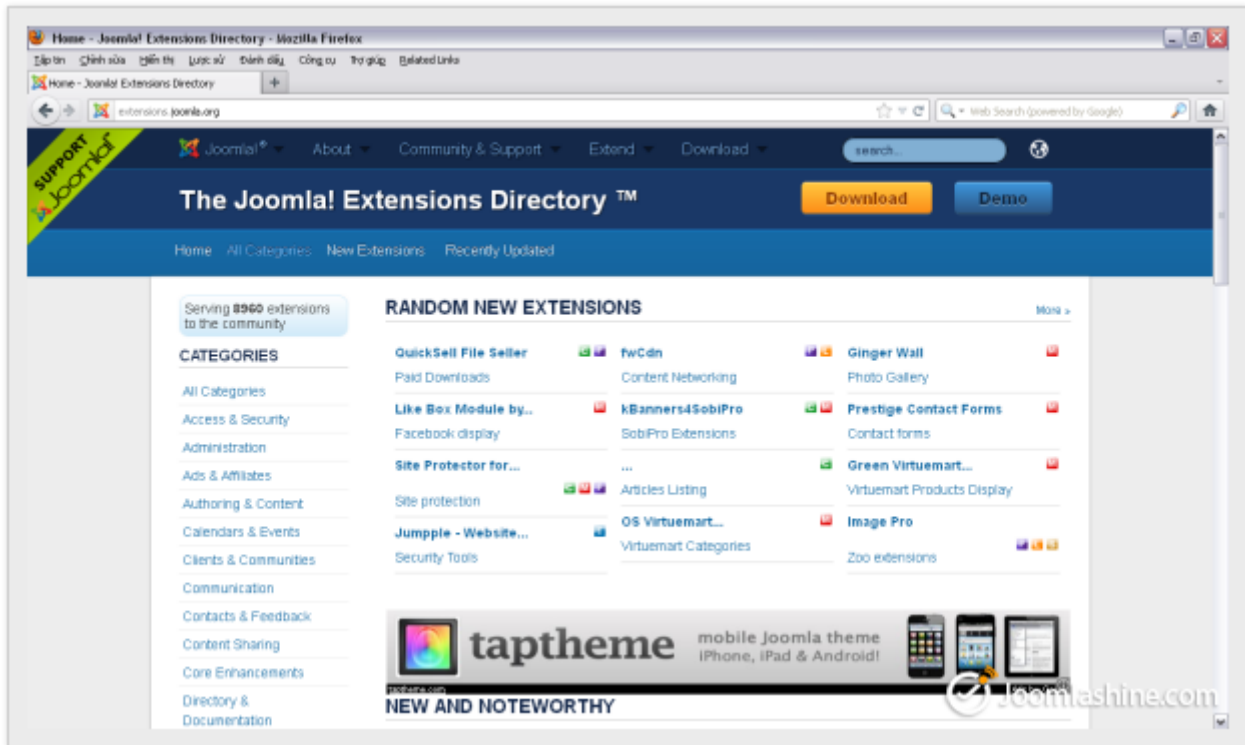 Home - Joomla! Extensions Directory - Mozilla Firefox
Tập tin Chỉnh sửa Hiển thị Lược sử Đánh dấu Công cụ Trợ giúp Related Links
Home - Joomla! Extensions Directory +
extensions.joomla.org Web Search (powered by Google)
SUPPORT
Joomla!
Joomla!® About Community & Support Extend Download search...
The Joomla! Extensions Directory ™ Download Demo
Home All Categories New Extensions Recently Updated
Serving 8960 extensions
to the community
CATEGORIES
All Categories
Access & Security
Administration
Ads & Affiliates
Authoring & Content
Calendars & Events
Clients & Communities
Communication
Contacts & Feedback
Content Sharing
Core Enhancements
Directory &
Documentation
RANDOM NEW EXTENSIONS More »
QuickSell File Seller
Paid Downloads
fwCdn
Content Networking
Ginger Wall
Photo Gallery
Like Box Module by...
Facebook display
kBanners4SobiPro
SobiPro Extensions
Prestige Contact Forms
Contact forms
Site Protector for...
Site protection
...
Articles Listing
Green Virtuemart...
Virtuemart Products Display
Jumpple - Website...
Security Tools
OS Virtuemart...
Virtuemart Categories
Image Pro
Zoo extensions
taptheme
mobile Joomla theme
iPhone, iPad & Android!
taptheme.com
NEW AND NOTEWORTHY
Joomlashine.com